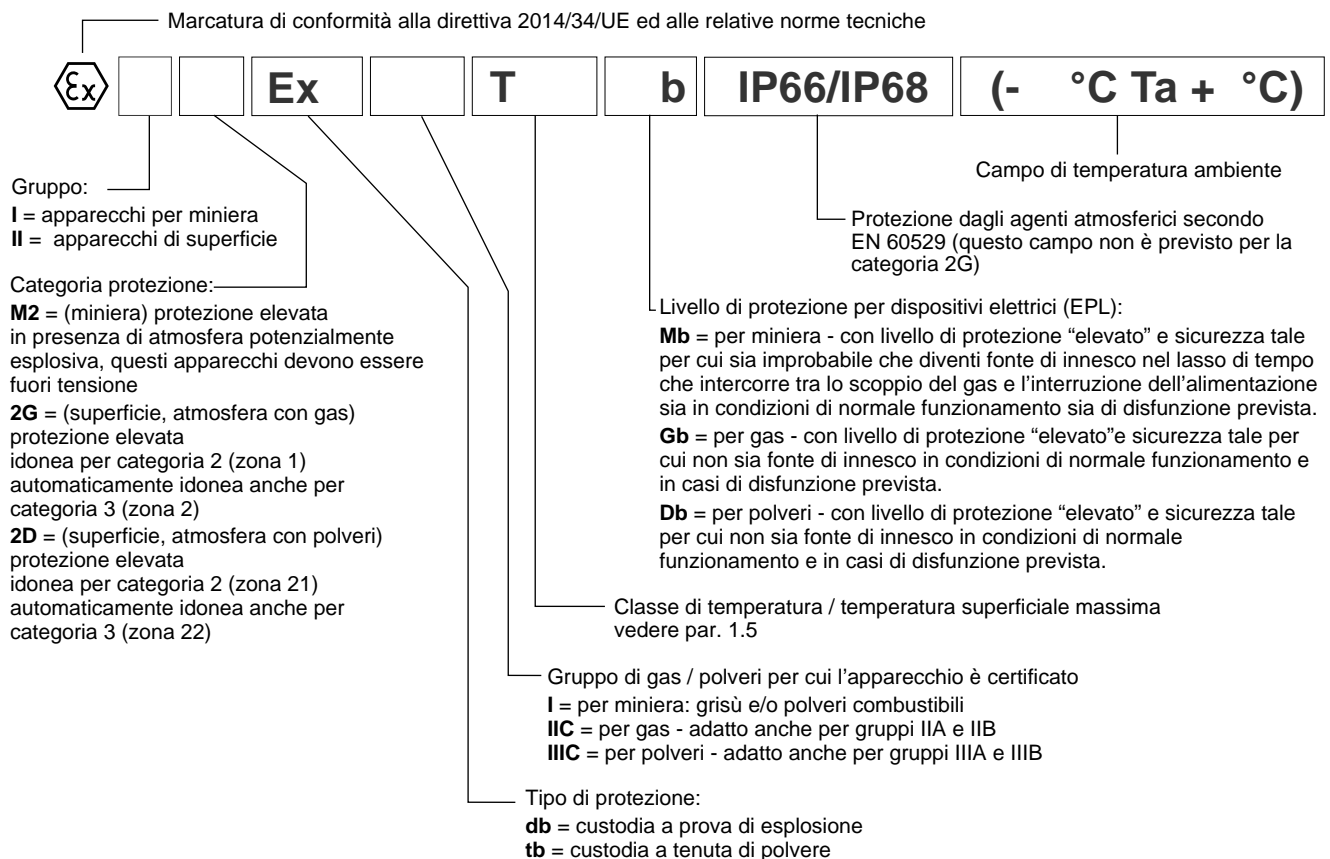 Marcatura di conformità alla direttiva 2014/34/UE ed alle relative norme tecniche
Ex Ex T b IP66/IP68 (- °C Ta + °C)
Gruppo:
I = apparecchi per miniera
II = apparecchi di superficie
Categoria protezione:
M2 = (miniera) protezione elevata
in presenza di atmosfera potenzialmente
esplosiva, questi apparecchi devono essere
fuori tensione
2G = (superficie, atmosfera con gas)
protezione elevata
idonea per categoria 2 (zona 1)
automaticamente idonea anche per
categoria 3 (zona 2)
2D = (superficie, atmosfera con polveri)
protezione elevata
idonea per categoria 2 (zona 21)
automaticamente idonea anche per
categoria 3 (zona 22)
Campo di temperatura ambiente
Protezione dagli agenti atmosferici secondo
EN 60529 (questo campo non è previsto per la
categoria 2G)
Livello di protezione per dispositivi elettrici (EPL):
Mb = per miniera - con livello di protezione “elevato” e sicurezza tale
per cui sia improbabile che diventi fonte di innesco nel lasso di tempo
che intercorre tra lo scoppio del gas e l’interruzione dell’alimentazione
sia in condizioni di normale funzionamento sia di disfunzione prevista.
Gb = per gas - con livello di protezione “elevato”e sicurezza tale per
cui non sia fonte di innesco in condizioni di normale funzionamento e
in casi di disfunzione prevista.
Db = per polveri - con livello di protezione “elevato” e sicurezza tale
per cui non sia fonte di innesco in condizioni di normale
funzionamento e in casi di disfunzione prevista.
Classe di temperatura / temperatura superficiale massima
vedere par. 1.5
Gruppo di gas / polveri per cui l’apparecchio è certificato
I = per miniera: grisù e/o polveri combustibili
IIC = per gas - adatto anche per gruppi IIA e IIB
IIIC = per polveri - adatto anche per gruppi IIIA e IIIB
Tipo di protezione:
db = custodia a prova di esplosione
tb = custodia a tenuta di polvere